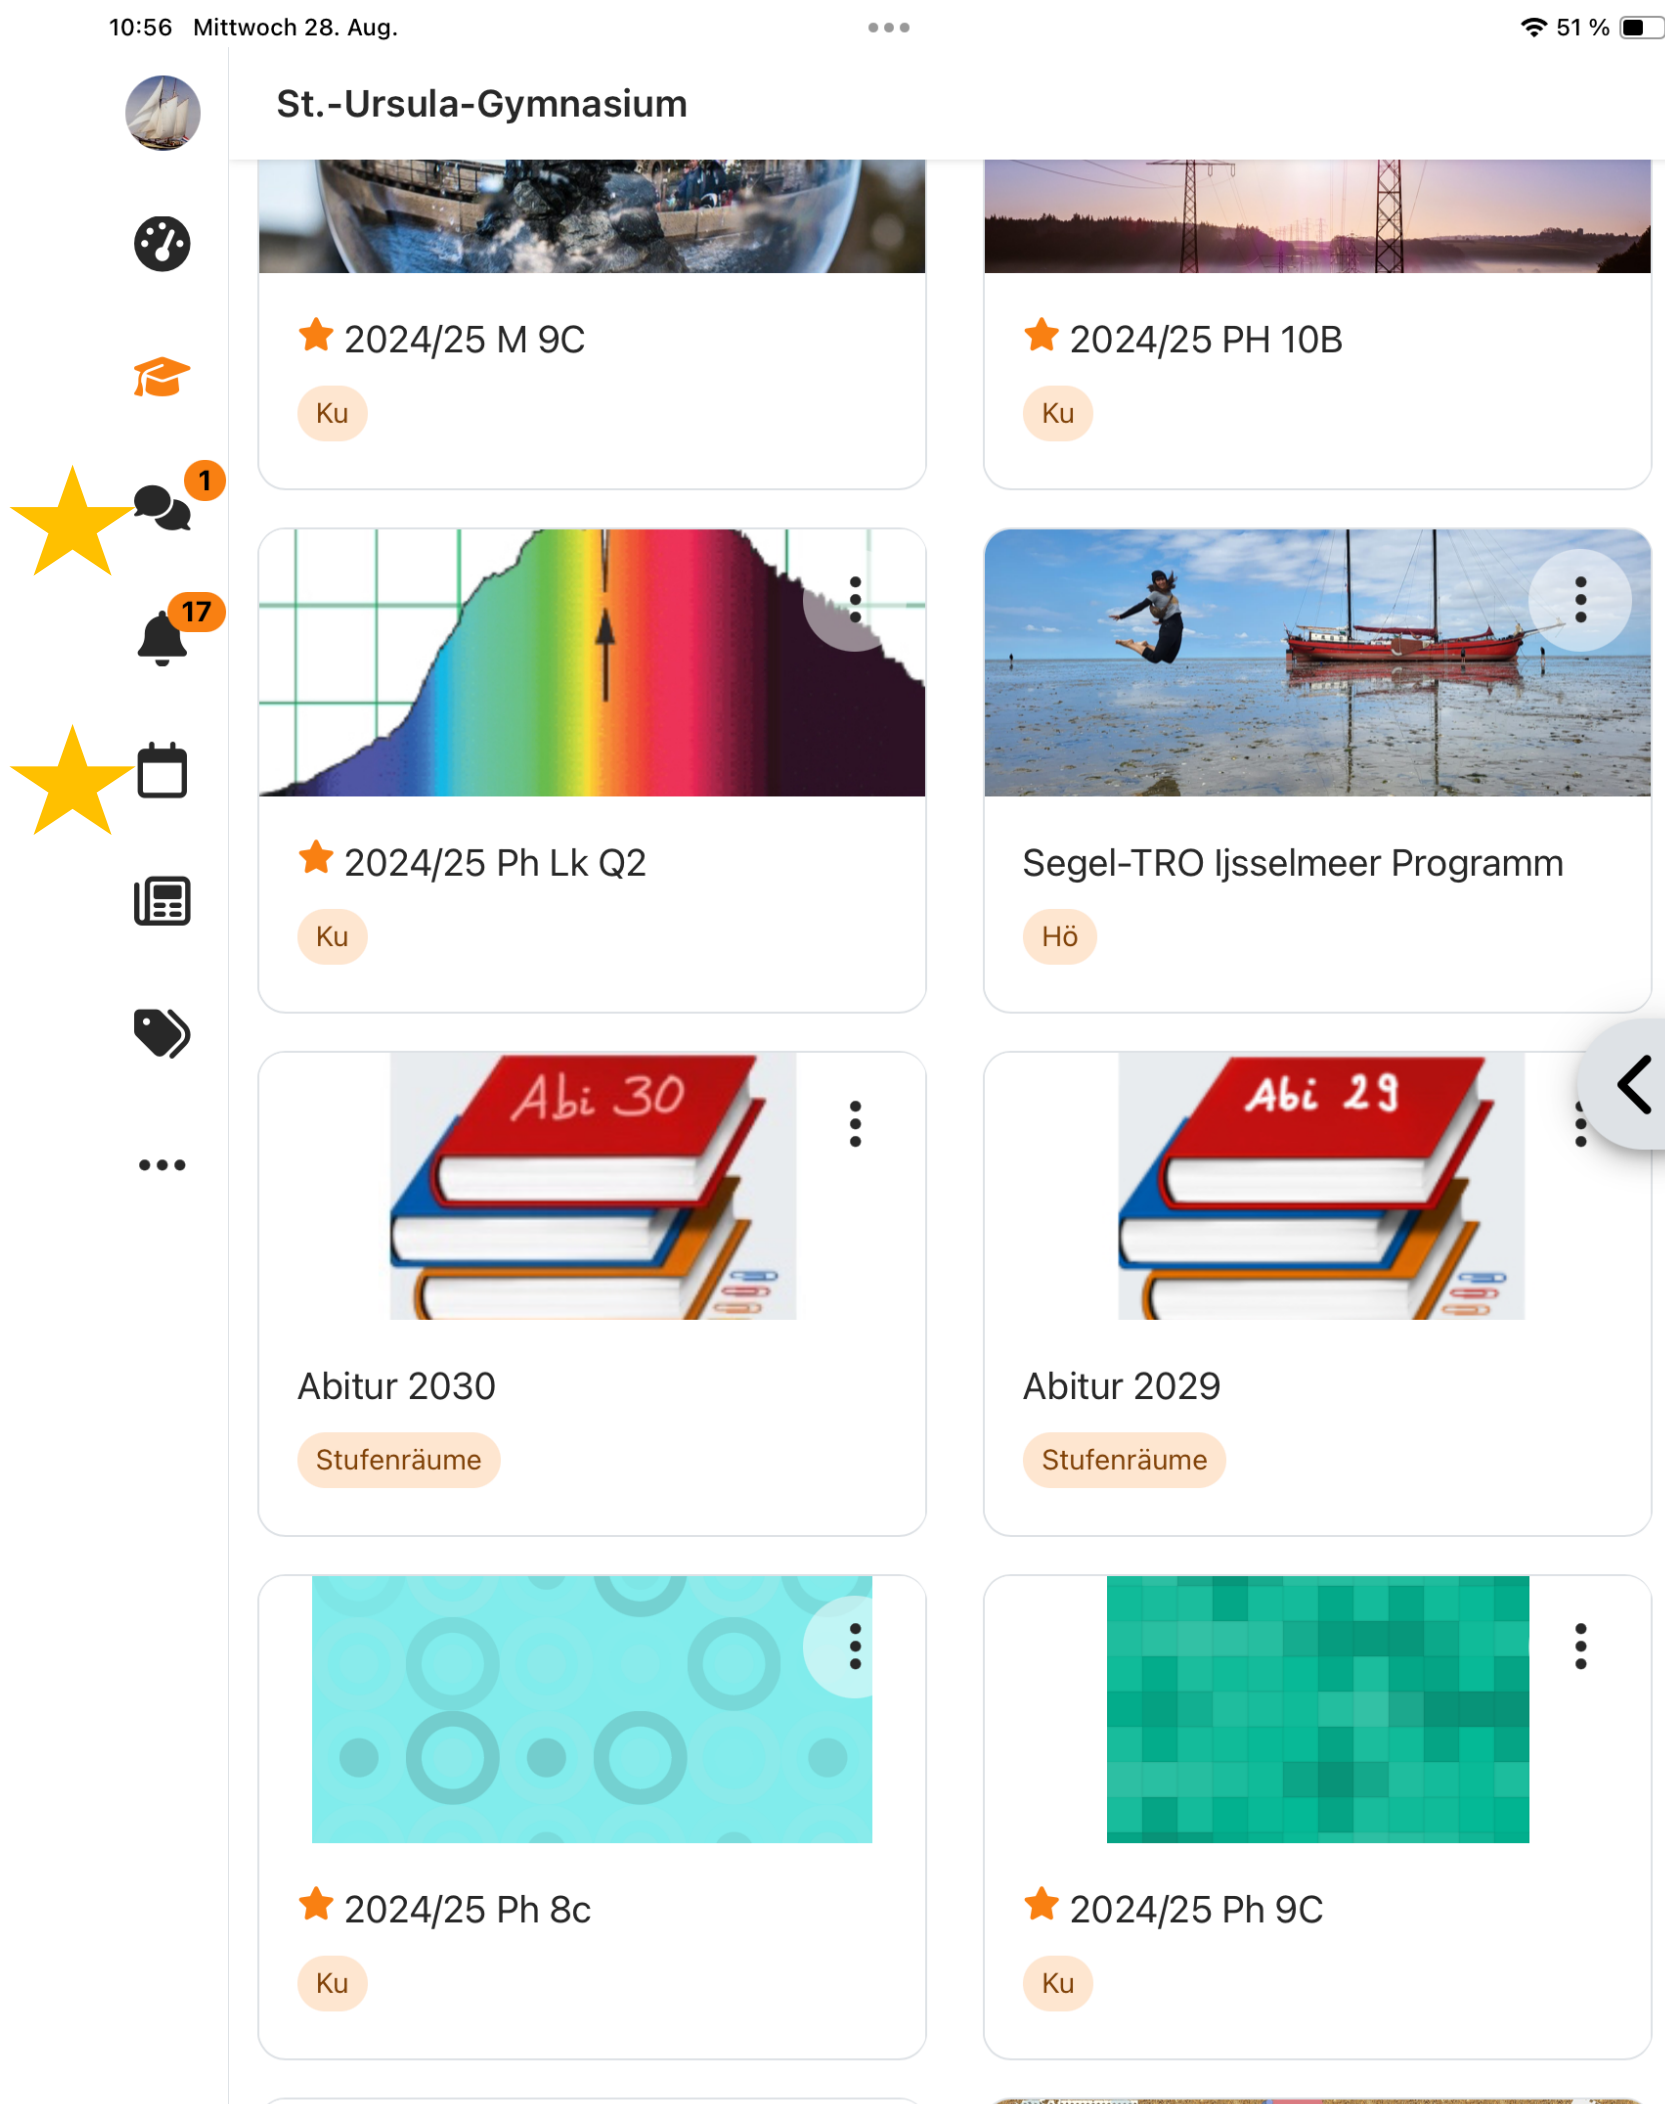 10:56 Mittwoch 28. Aug.
51 %
St.-Ursula-Gymnasium
2024/25 M 9C
Ku
2024/25 PH 10B
Ku
1
17
2024/25 Ph Lk Q2
Ku
Segel-TRO Ijsselmeer Programm
Hö
Abi 30
Abitur 2030
Stufenräume
Abi 29
Abitur 2029
Stufenräume
2024/25 Ph 8c
Ku
2024/25 Ph 9C
Ku